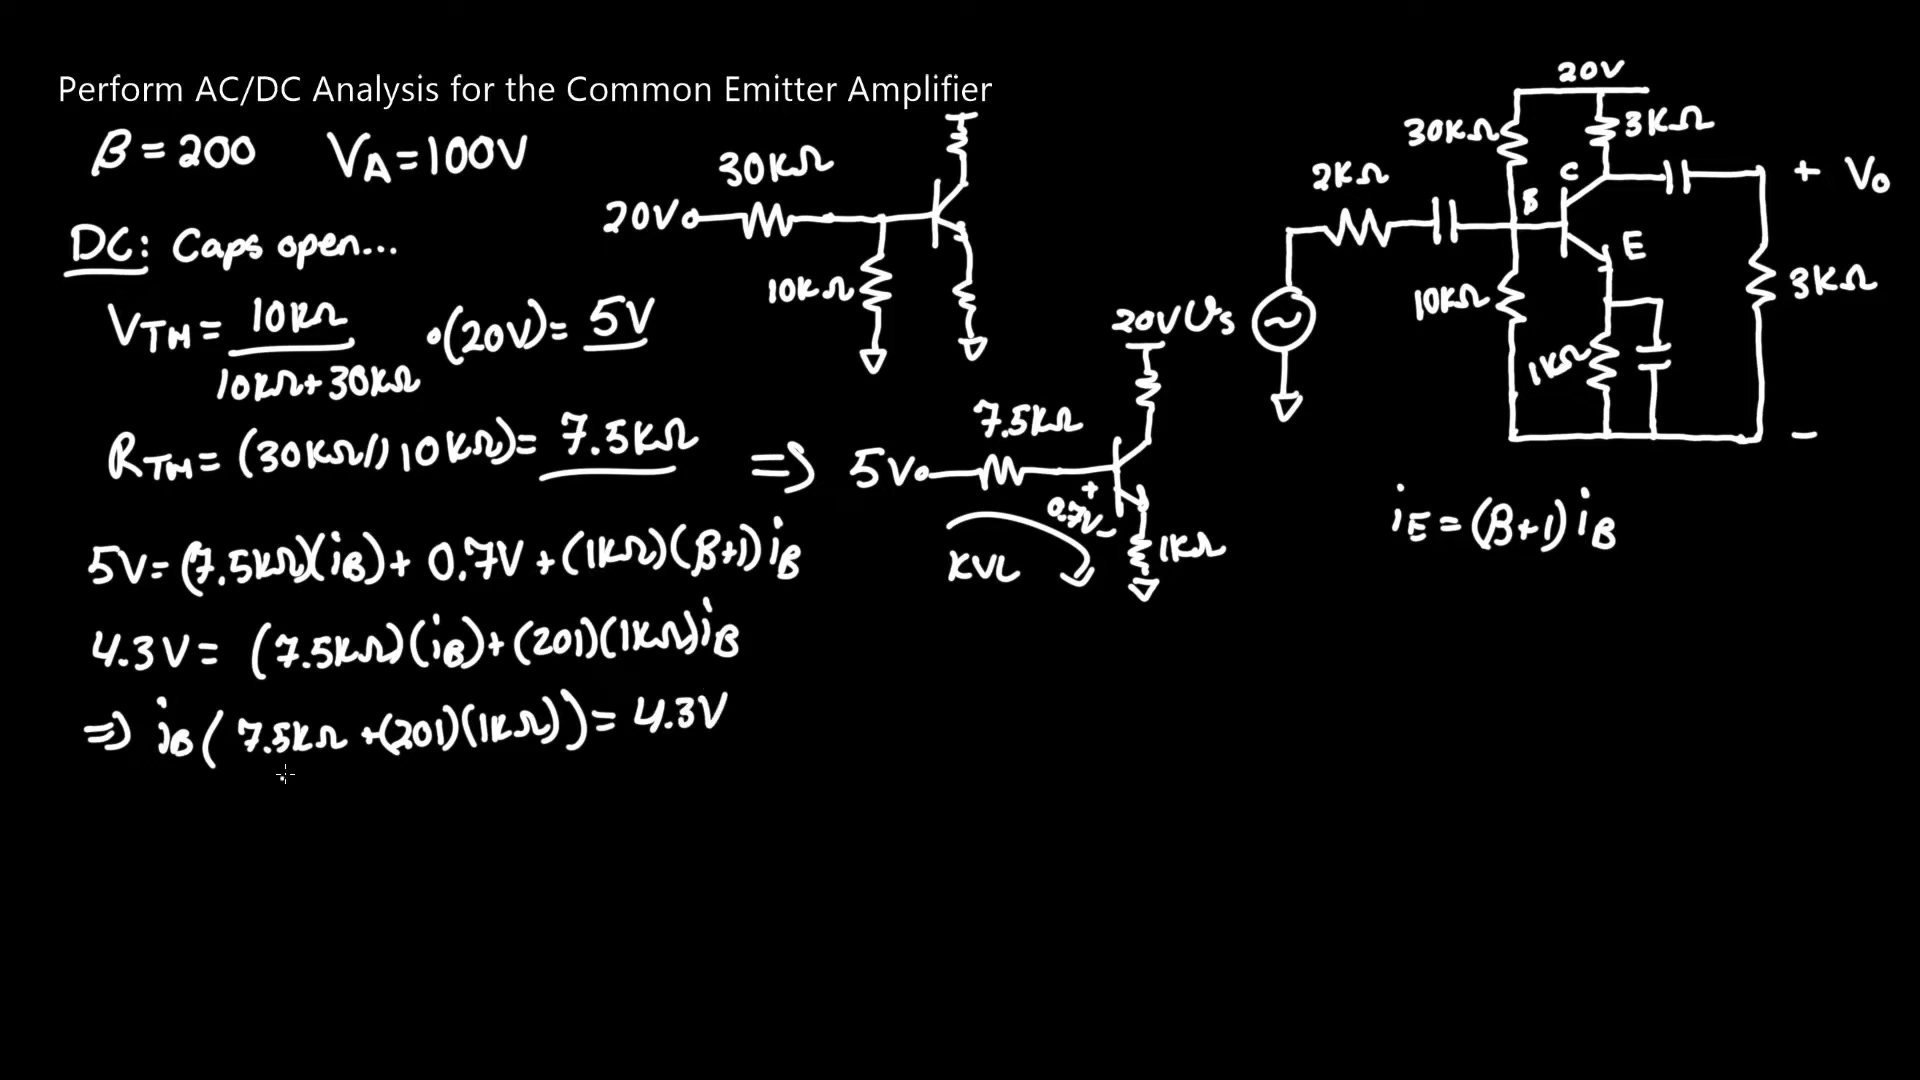 Perform AC/DC Analysis for the Common Emitter Amplifier
β = 200 V_A = 100V
DC: Caps open...
V_TH = 10KΩ / (10KΩ + 30KΩ) • (20V) = 5V
R_TH = (30KΩ // 10KΩ) = 7.5KΩ
5V = (7.5KΩ)(i_B) + 0.7V + (1KΩ)(β+1) i_B
4.3V = (7.5KΩ)(i_B) + (201)(1KΩ) i_B
⇒ i_B ( 7.5KΩ + (201)(1KΩ) ) = 4.3V
30KΩ
20V
10KΩ
⇒ 5V
7.5KΩ
20V
0.7V
+
-
1KΩ
KVL
20V
30KΩ
3KΩ
2KΩ
C
B
E
+ Vo
10KΩ
1KΩ
3KΩ
Us
-
i_E = (β+1) i_B